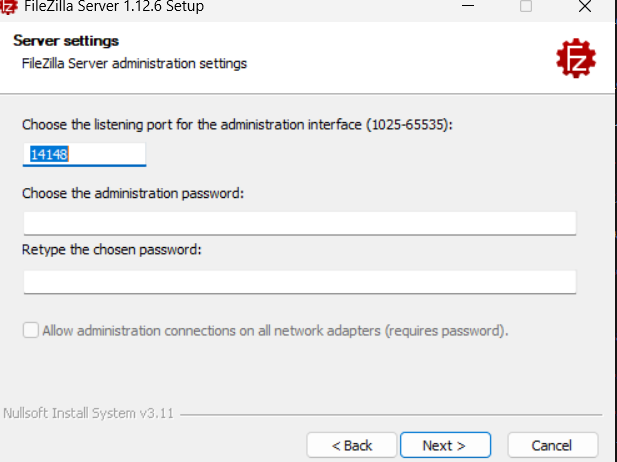 FileZilla Server 1.12.6 Setup
Server settings
FileZilla Server administration settings
Choose the listening port for the administration interface (1025-65535):
14148
Choose the administration password:
Retype the chosen password:
Allow administration connections on all network adapters (requires password).
Nullsoft Install System v3.11
< Back Next > Cancel